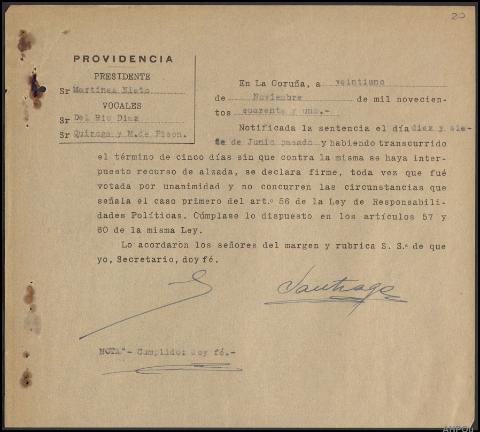 20
PROVIDENCIA
PRESIDENTE
Sr Martínez Nieto
VOCALES
Sr Del Rio Diaz
Sr Quiroga y M. de Pison.
En La Coruña, a veintiuno
de Noviembre de mil novecien-
tos cuarenta y uno.-
Notificada la sentencia el día diez y sie-
te de Junio pasado y habiendo transcurrido
el término de cinco días sin que contra la misma se haya inter-
puesto recurso de alzada, se declara firme, toda vez que fué
votada por unanimidad y no concurren las circunstancias que
señala el caso primero del art.º 56 de la Ley de Responsabili-
dades Políticas. Cúmplase lo dispuesto en los artículos 57 y
60 de la misma Ley.
Lo acordaron los señores del margen y rubrica S. S.ª de que
yo, Secretario, doy fé.
Santiago
NOTA"- Cumplido: doy fé.-